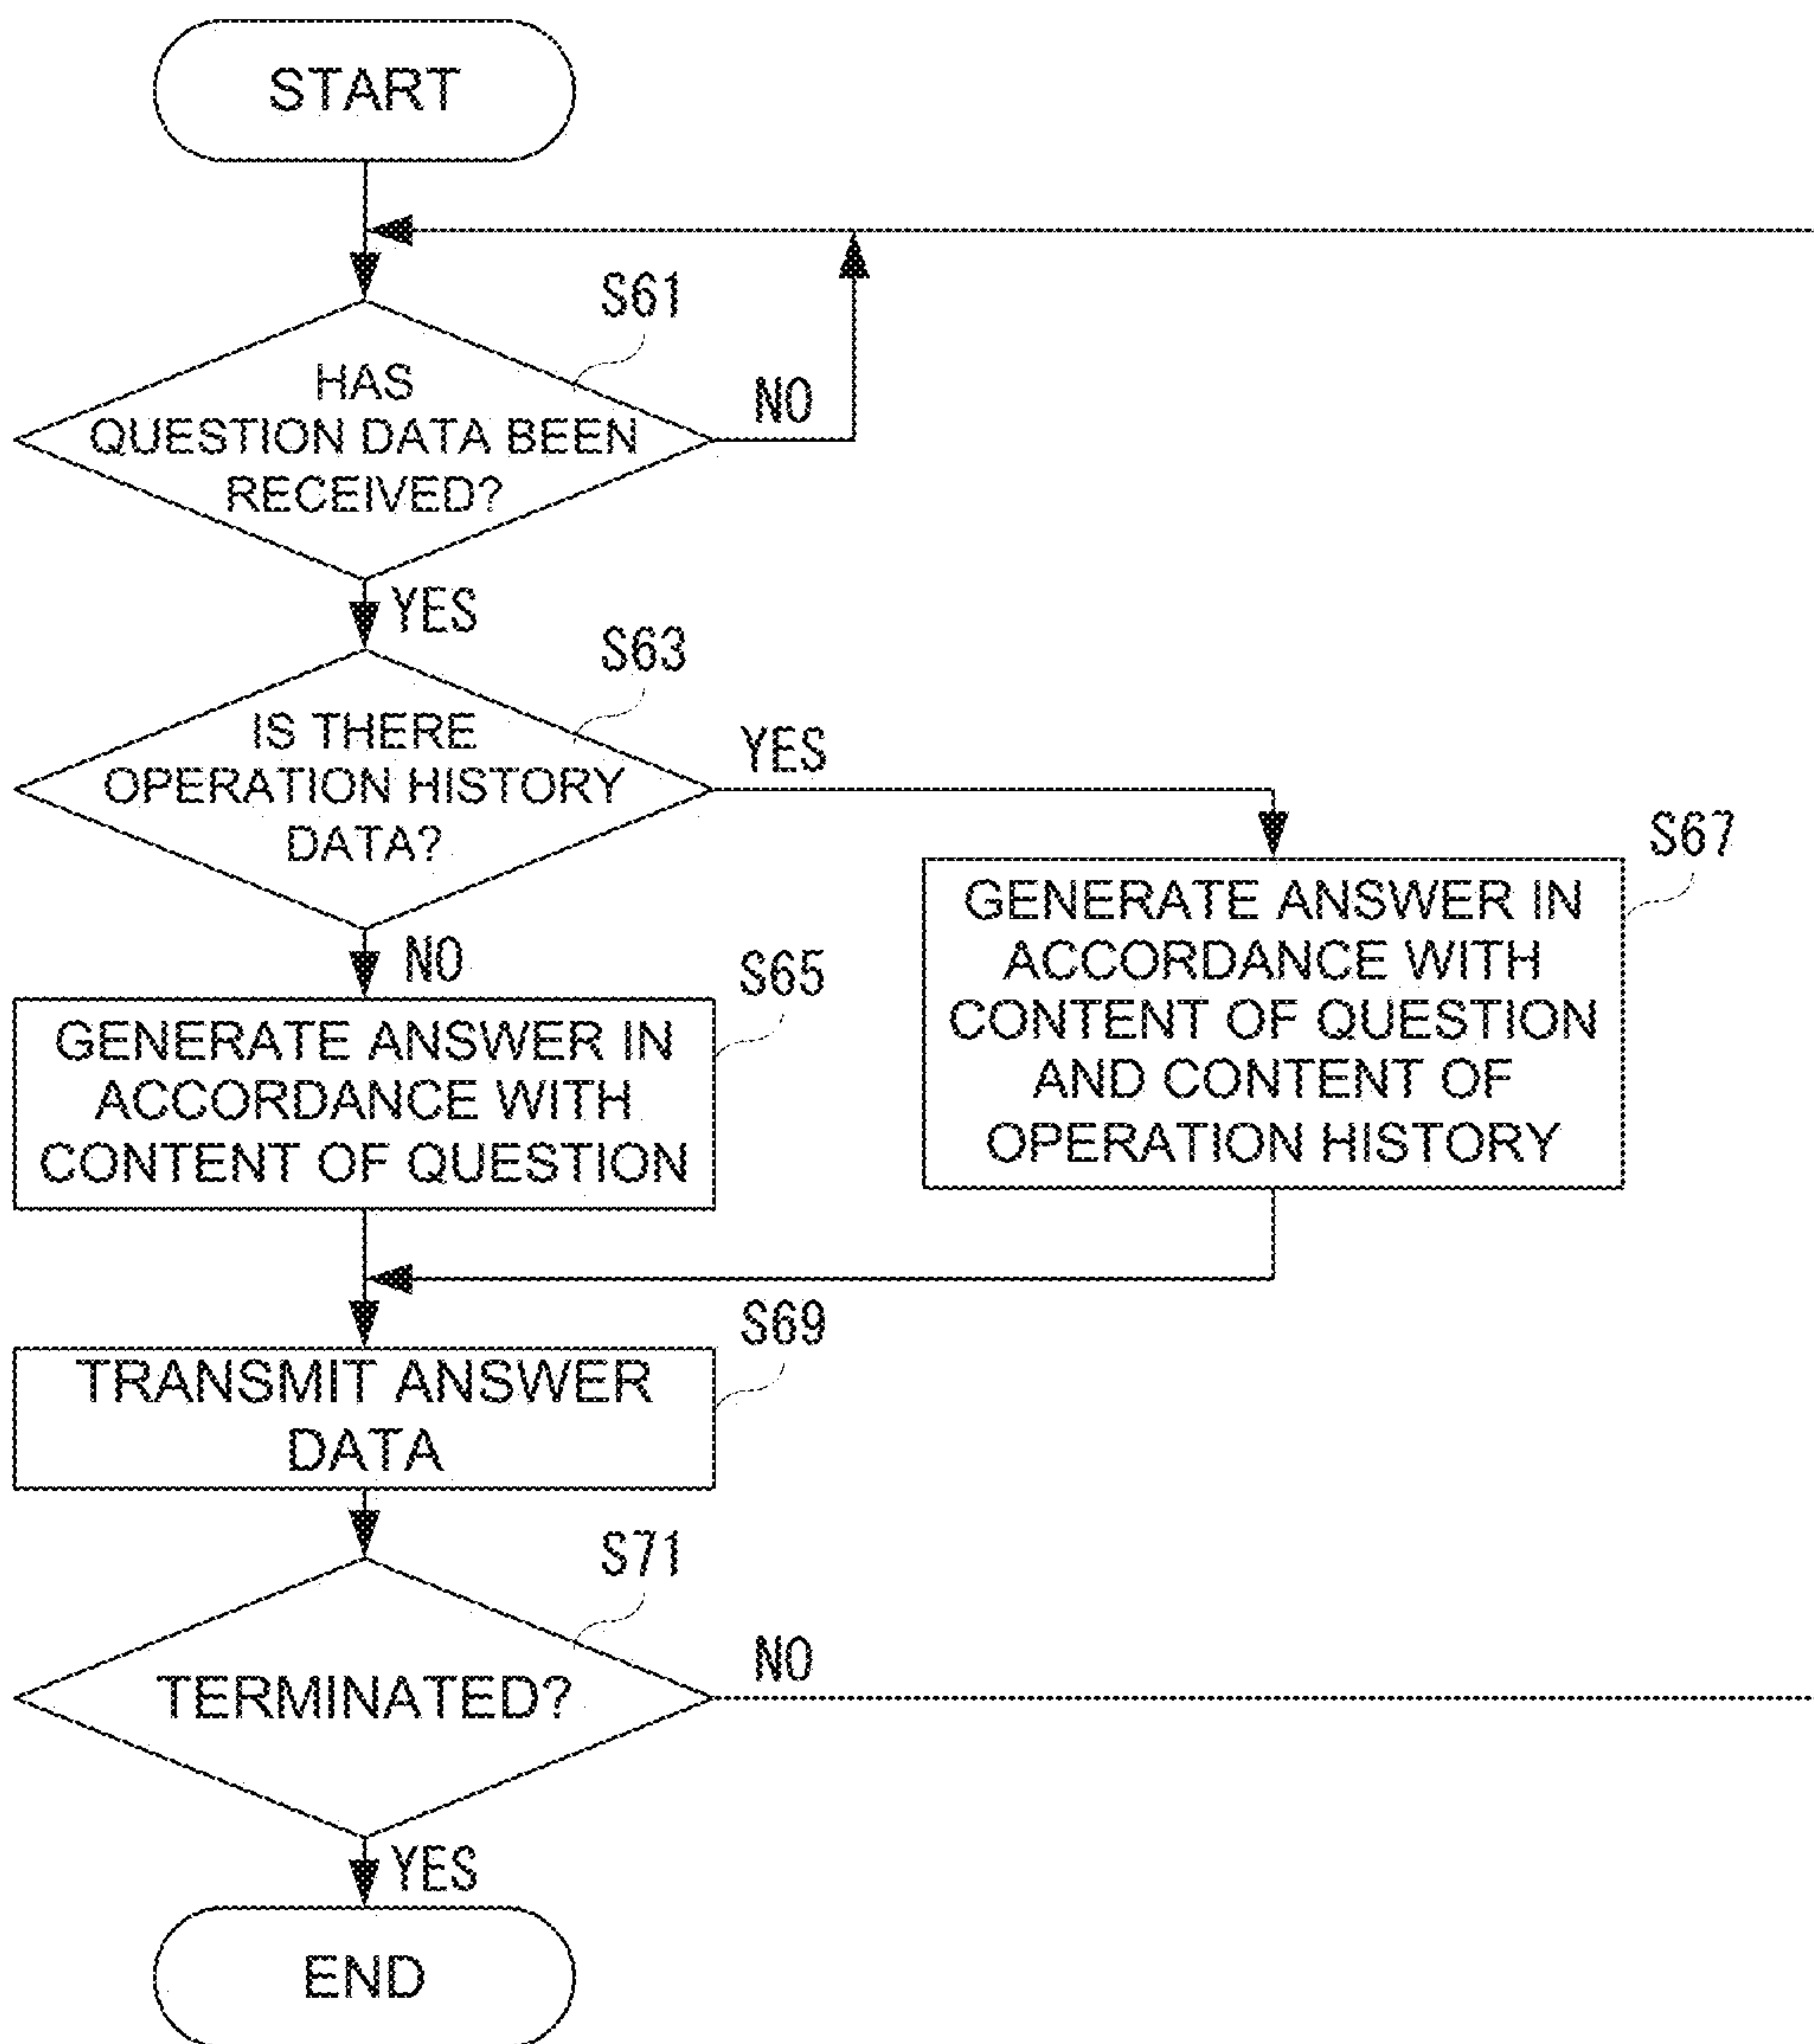 START
S61
HAS
QUESTION DATA BEEN
RECEIVED?
NO
YES
S63
IS THERE
OPERATION HISTORY
DATA?
YES
NO
S67
GENERATE ANSWER IN
ACCORDANCE WITH
CONTENT OF QUESTION
AND CONTENT OF
OPERATION HISTORY
S65
GENERATE ANSWER IN
ACCORDANCE WITH
CONTENT OF QUESTION
S69
TRANSMIT ANSWER
DATA
S71
TERMINATED?
NO
YES
END